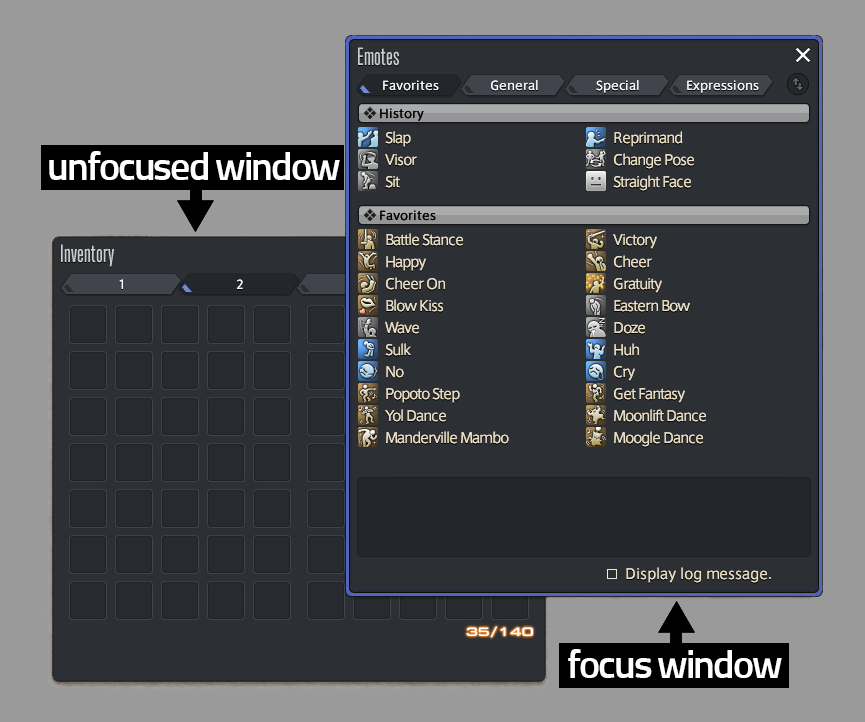 Emotes
Favorites General Special Expressions
History
Slap Reprimand
Visor Change Pose
Sit Straight Face
Favorites
Battle Stance Victory
Happy Cheer
Cheer On Gratuity
Blow Kiss Eastern Bow
Wave Doze
Sulk Huh
No Cry
Popoto Step Get Fantasy
Yol Dance Moonlift Dance
Manderville Mambo Moogle Dance
Display log message.
unfocused window
Inventory
1 2
35/140
focus window